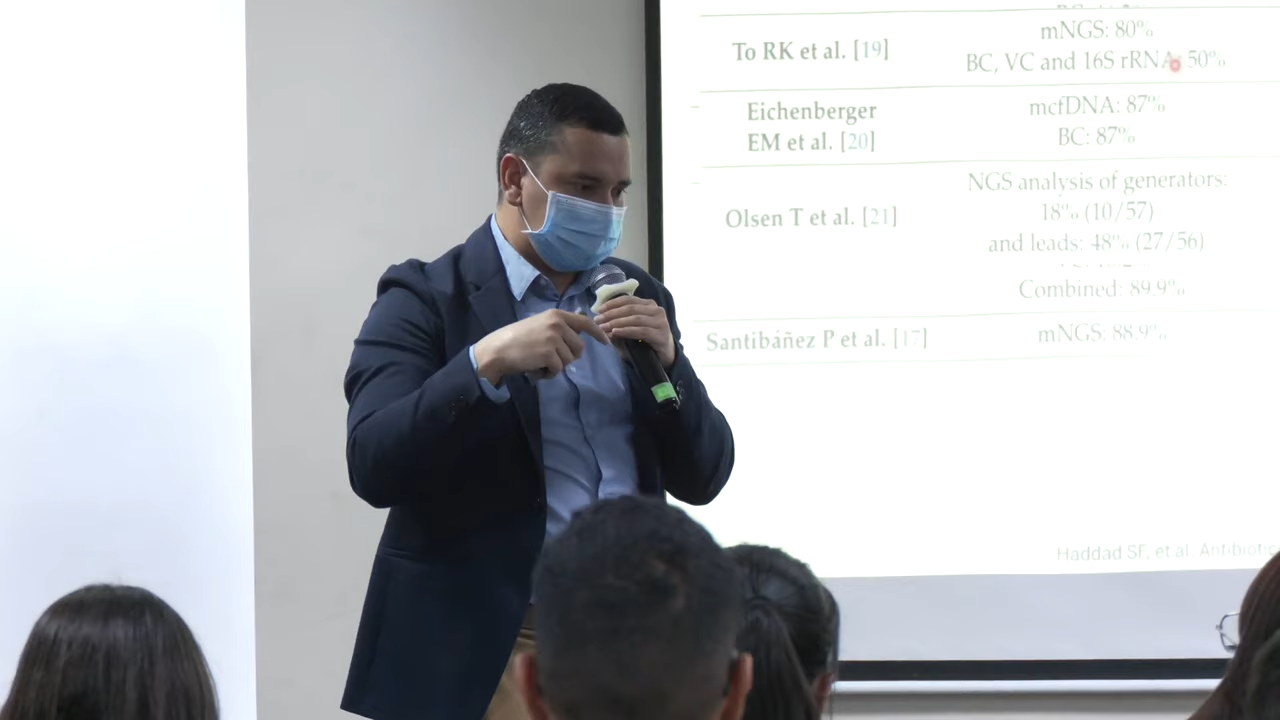 To RK et al. [19]
mNGS: 80%
BC, VC and 16S rRNA: 50%
Eichenberger
EM et al. [20]
mcfDNA: 87%
BC: 87%
Olsen T et al. [21]
NGS analysis of generators:
18% (10/57)
and leads: 48% (27/56)
Combined: 89.9%
Santibáñez P et al. [17]
mNGS: 88.9%
Haddad SF, et al. Antibiotic